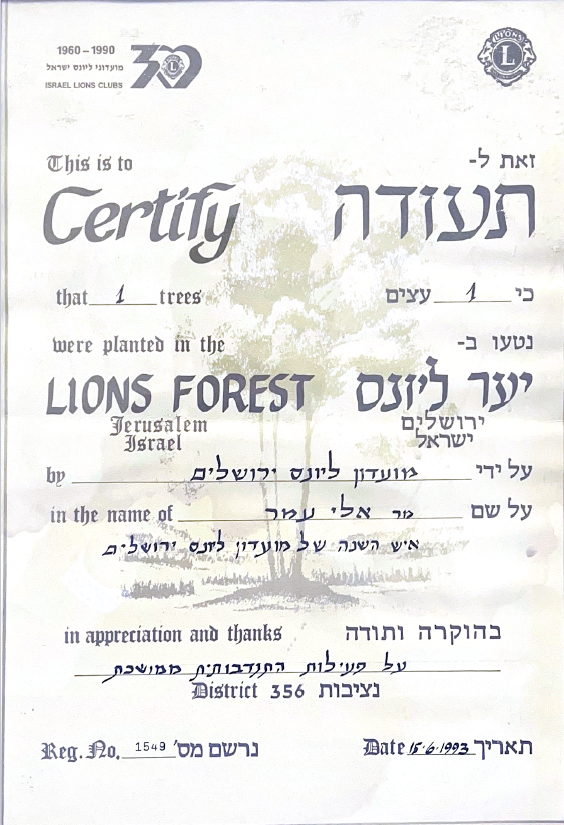 1960 – 1990
מועדוני ליונס ישראל
ISRAEL LIONS CLUBS
30
L
LIONS
L
This is to זאת ל-
Certify תעודה
that 1 trees כי 1 עצים
were planted in the נטעו ב-
LIONS FOREST יער ליונס
Jerusalem ירושלים
Israel ישראל
by מועדון ליונס ירושלים על ידי
in the name of מר אלי עמר על שם
איש השנה של מועדון ליונס ירושלים
in appreciation and thanks בהוקרה ותודה
על פעילות התנדבותית ממושכת
District 356 נציבות
Reg. No. 1549 נרשם מס'
Date 15·6·1993 תאריך